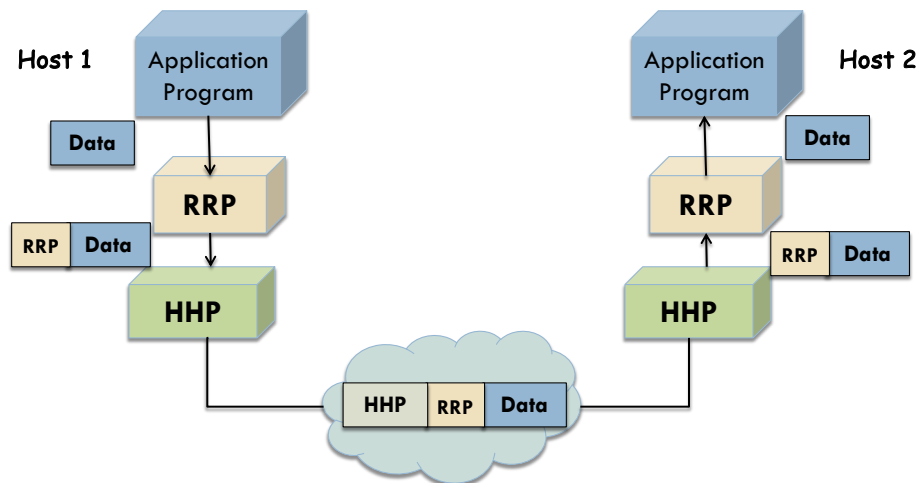 Host 1
Application
Program
Application
Program
Host 2
Data
Data
RRP
RRP
RRP Data
RRP Data
HHP
HHP
HHP RRP Data